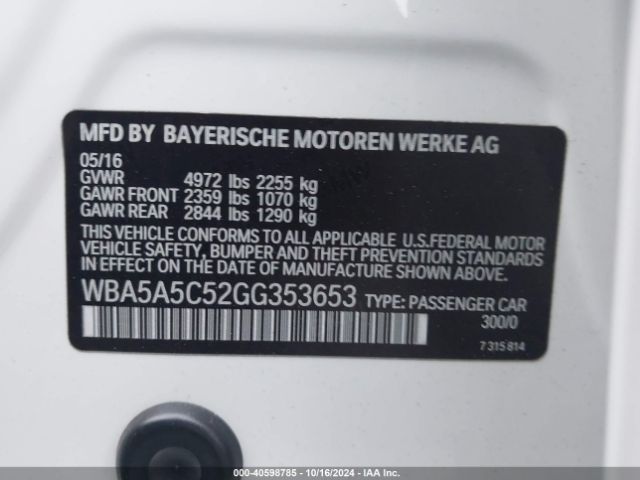 MFD BY BAYERISCHE MOTOREN WERKE AG
05/16
GVWR 4972 lbs 2255 kg
GAWR FRONT 2359 lbs 1070 kg
GAWR REAR 2844 lbs 1290 kg
THIS VEHICLE CONFORMS TO ALL APPLICABLE U.S.FEDERAL MOTOR
VEHICLE SAFETY, BUMPER AND THEFT PREVENTION STANDARDS
IN EFFECT ON THE DATE OF MANUFACTURE SHOWN ABOVE.
WBA5A5C52GG353653 TYPE: PASSENGER CAR
300/0
7 315 814
000-40598785 - 10/16/2024 - IAAI.COM